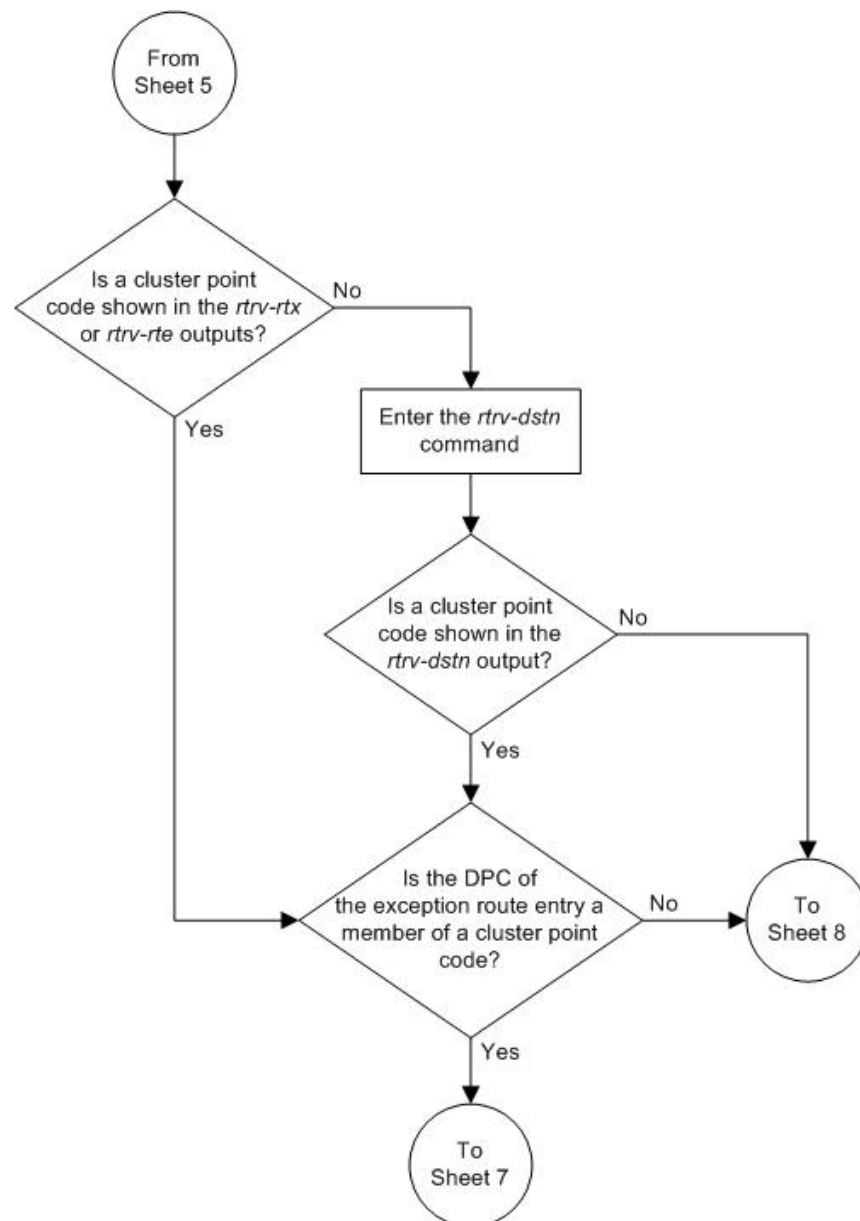 From
Sheet 5
Is a cluster point
code shown in the rtrv-rtx
or rtrv-rte outputs?
No
Yes
Enter the rtrv-dstn
command
Is a cluster point
code shown in the
rtrv-dstn output?
No
Yes
Is the DPC of
the exception route entry a
member of a cluster point
code?
No
To
Sheet 8
Yes
To
Sheet 7